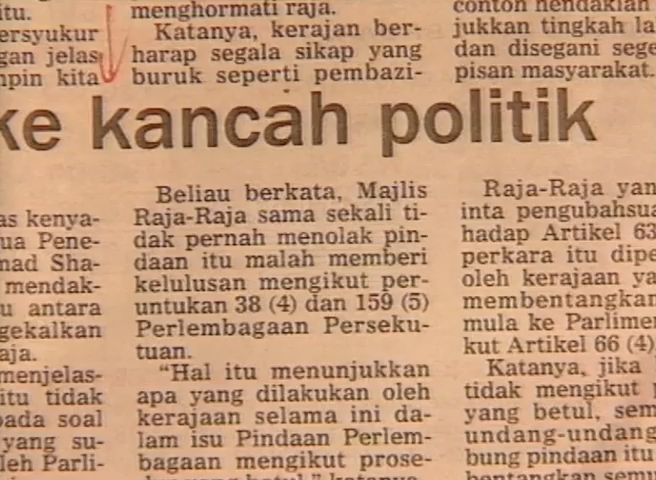 itu.
ersyukur
gan jelas
npin kita
menghormati raja.
Katanya, kerajan ber-
harap segala sikap yang
buruk seperti pembazi-
conton hendaklah
jukkan tingkah la
dan disegani sege
pisan masyarakat.
ke kancah politik
as kenya-
ua Pene-
mad Sha-
mendak-
u antara
gekalkan
aja.
menjelas-
itu tidak
pada soal
yang su-
leh Parli-
Beliau berkata, Majlis
Raja-Raja sama sekali ti-
dak pernah menolak pin-
daan itu malah memberi
kelulusan mengikut per-
untukan 38 (4) dan 159 (5)
Perlembagaan Perseku-
tuan.
"Hal itu menunjukkan
apa yang dilakukan oleh
kerajaan selama ini da-
lam isu Pindaan Perlem-
bagaan mengikut prose-
Raja-Raja yan
inta pengubahsua
hadap Artikel 63
perkara itu dipe
oleh kerajaan ya
membentangkan
mula ke Parlimen
kut Artikel 66 (4)
Katanya, jika
tidak mengikut p
yang betul, sem
undang-undang
bung pindaan itu